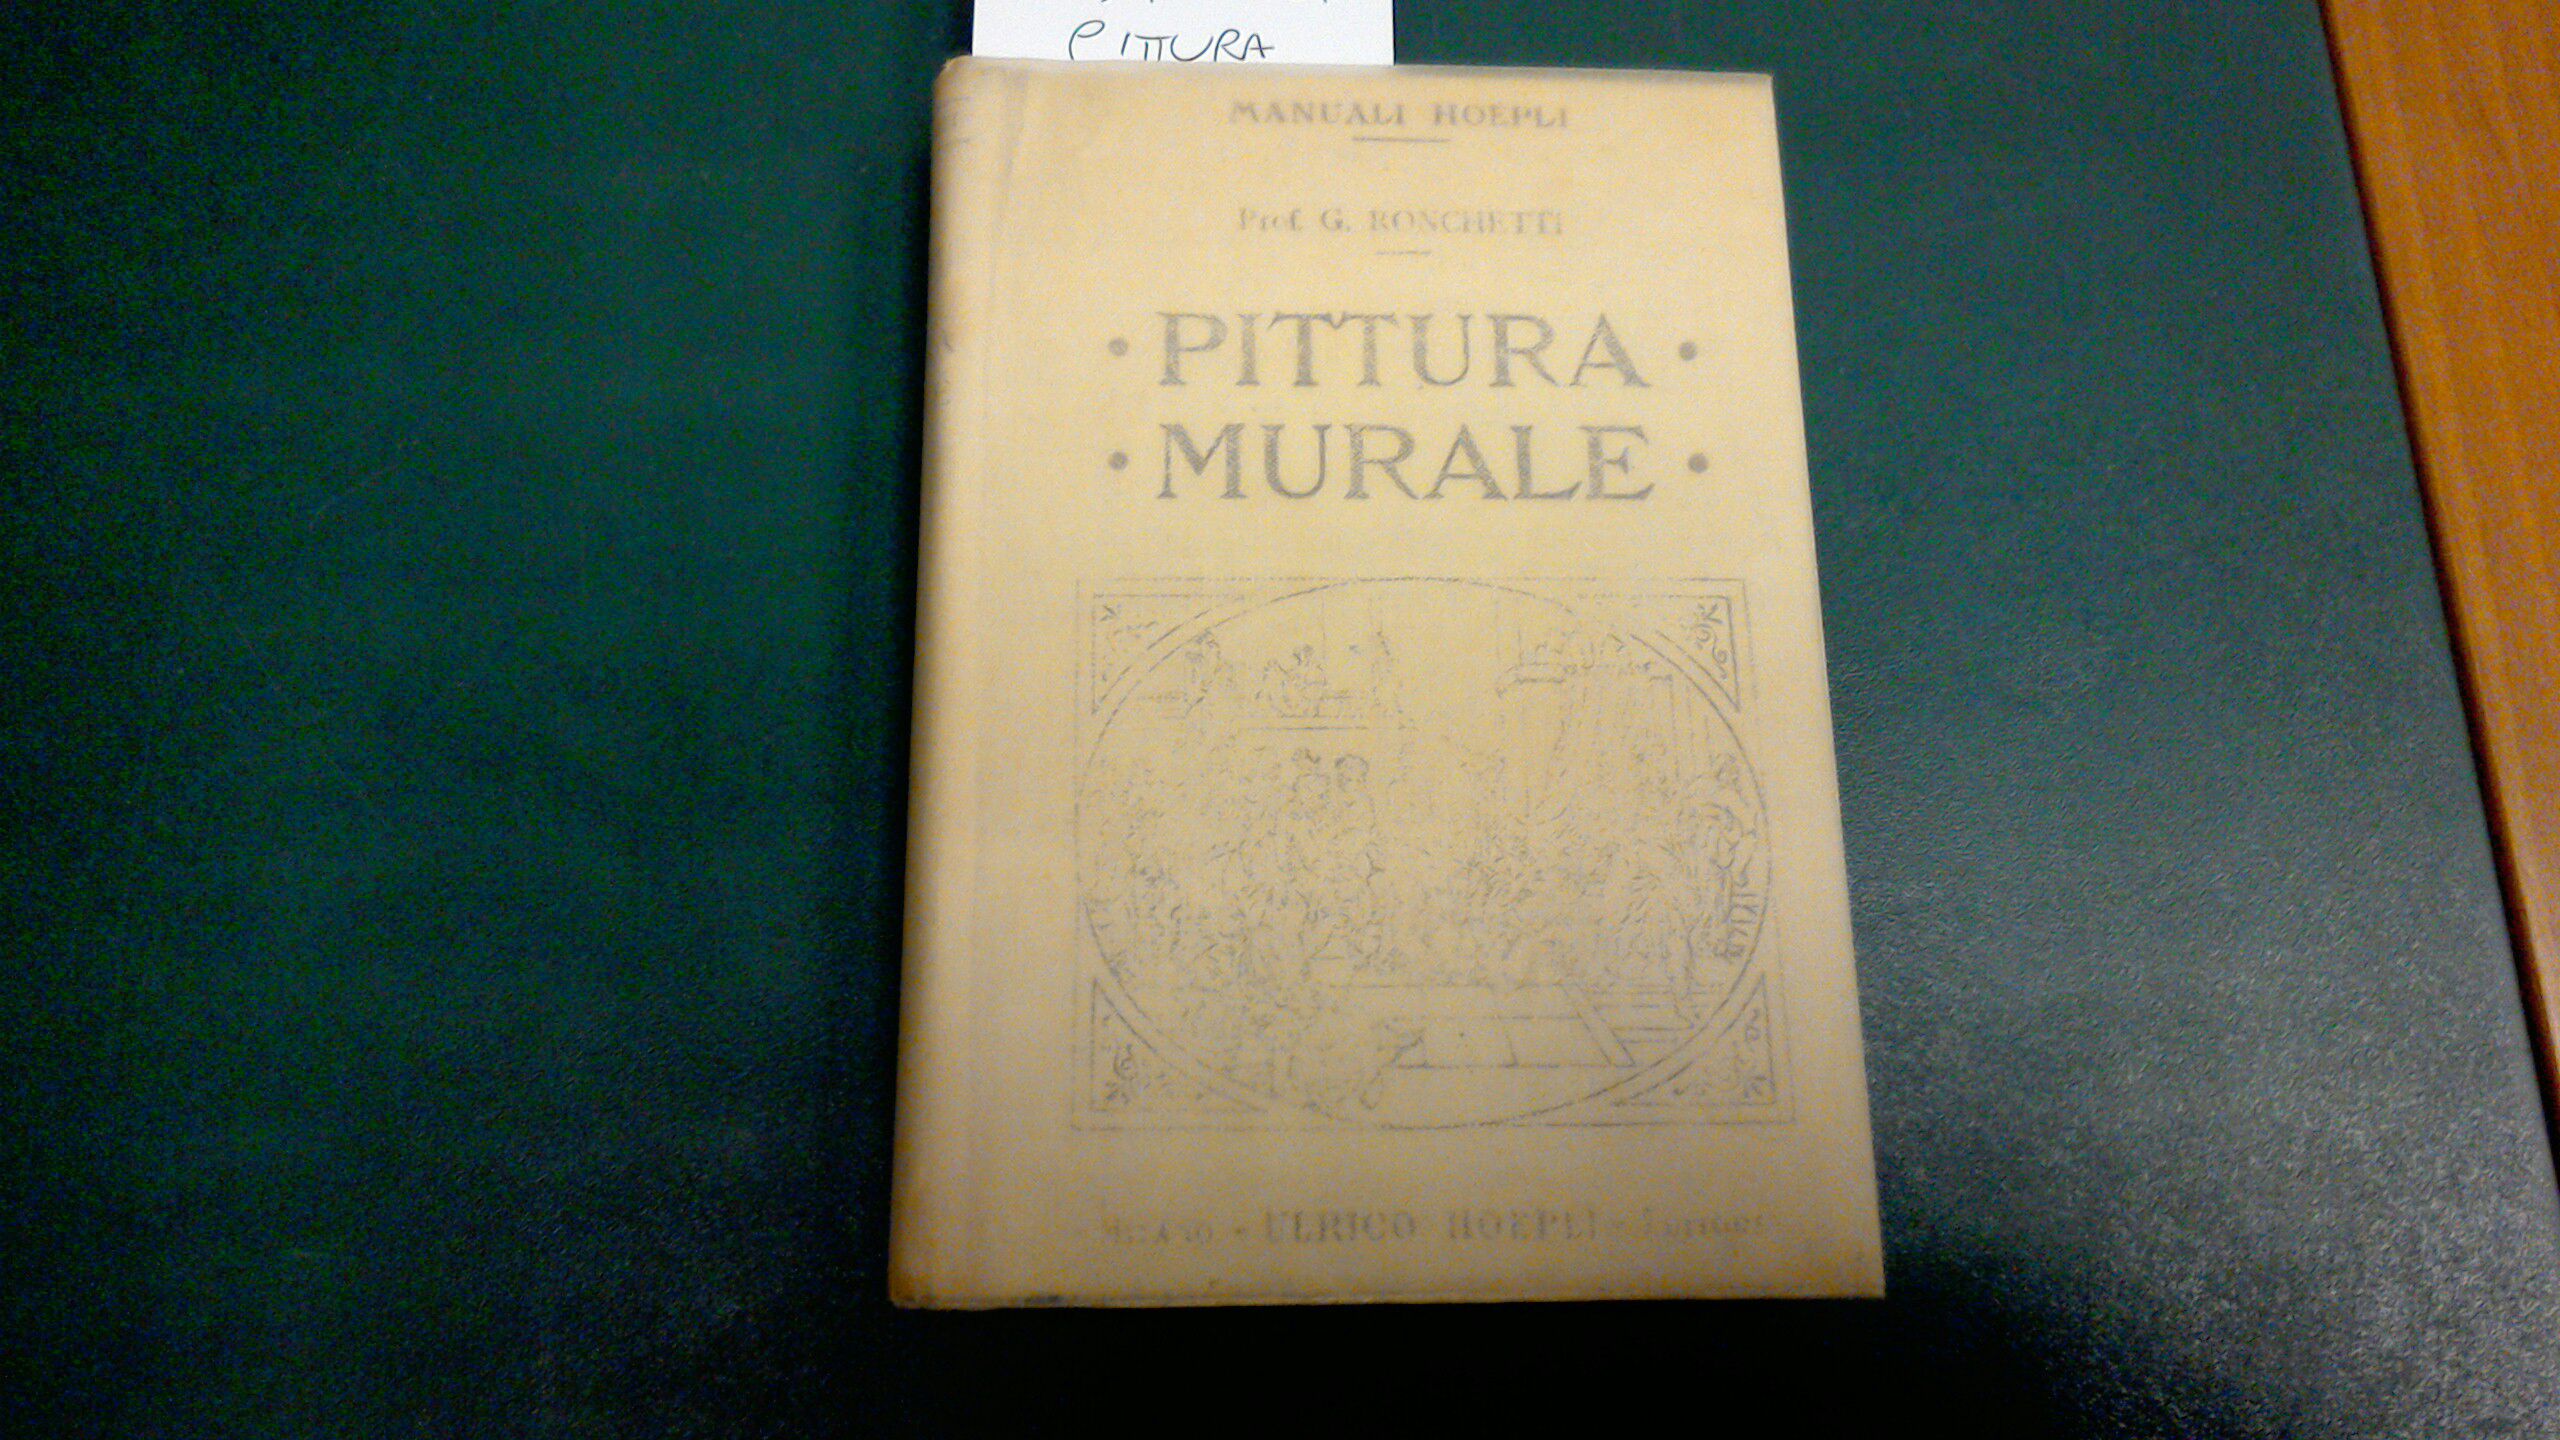 PITTURA
MANUALI HOEPLI
Prof. G. RONCHETTI
• PITTURA •
• MURALE •
- ULRICO HOEPLI -